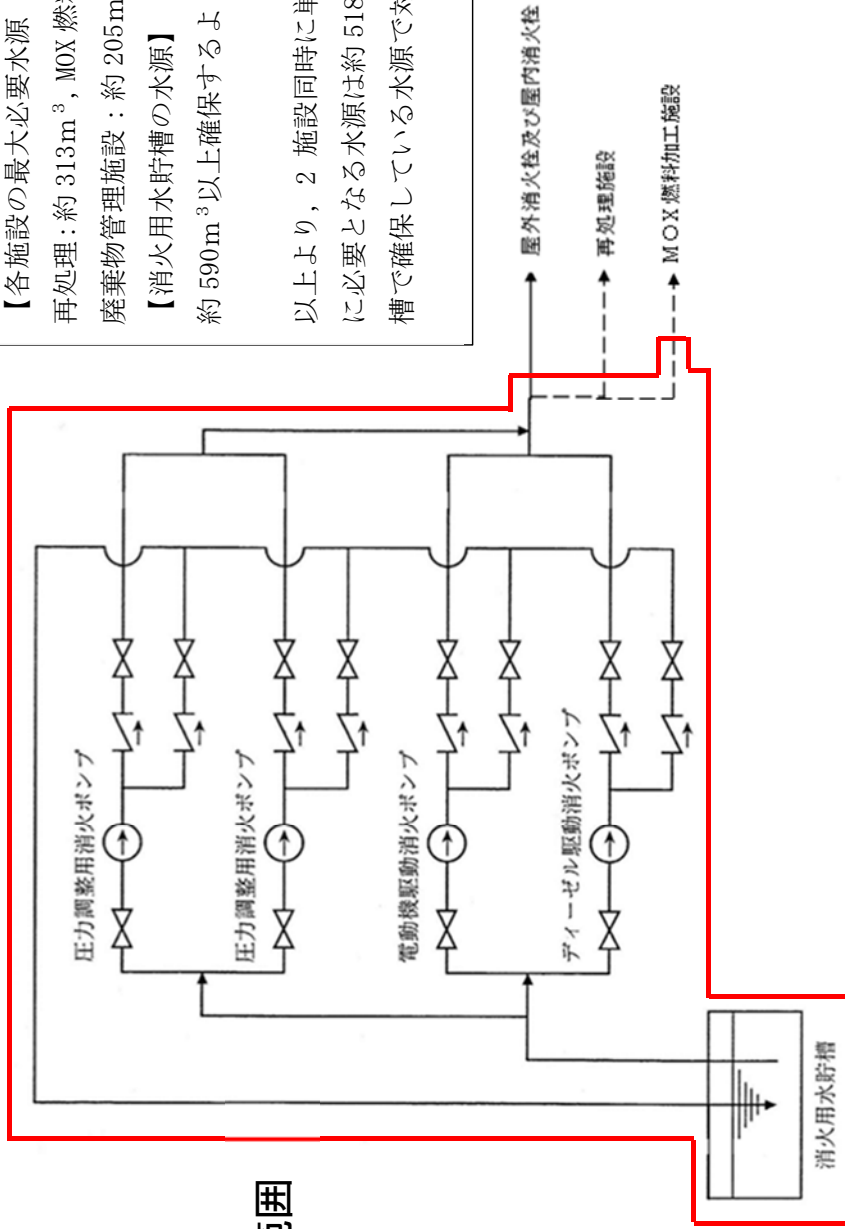 【各施設の最大必要水源
再処理：約 313m³，MOX 燃
廃棄物管理施設：約 205m
【消火用水貯槽の水源】
約 590m³以上確保するよ
以上より，2 施設同時に単
に必要となる水源は約 518
槽で確保している水源で対
屋外消火栓及び屋内消火栓
再処理施設
MOX燃料加工施設
圧力調整用消火ポンプ
圧力調整用消火ポンプ
電動機駆動消火ポンプ
ディーゼル駆動消火ポンプ
消火用水貯槽
囲